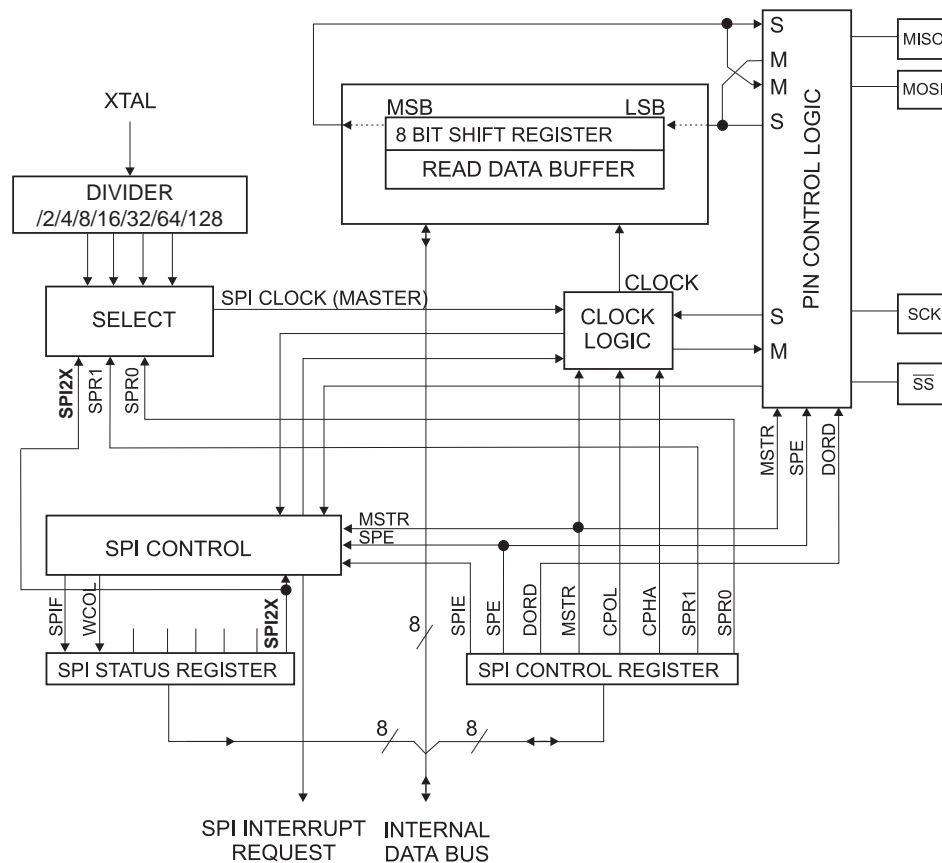 S
MISO
M
MOSI
XTAL
MSB
LSB
M
8 BIT SHIFT REGISTER
S
READ DATA BUFFER
DIVIDER
/2/4/8/16/32/64/128
PIN CONTROL LOGIC
SPI CLOCK (MASTER)
CLOCK
SELECT
CLOCK
LOGIC
S
SCK
M
SS
SPI2X
SPR1
SPR0
MSTR
SPE
DORD
MSTR
SPE
SPI CONTROL
SPIF
WCOL
SPI2X
8
SPIE
SPE
DORD
MSTR
CPOL
CPHA
SPR1
SPR0
SPI STATUS REGISTER
SPI CONTROL REGISTER
8
8
SPI INTERRUPT
REQUEST
INTERNAL
DATA BUS